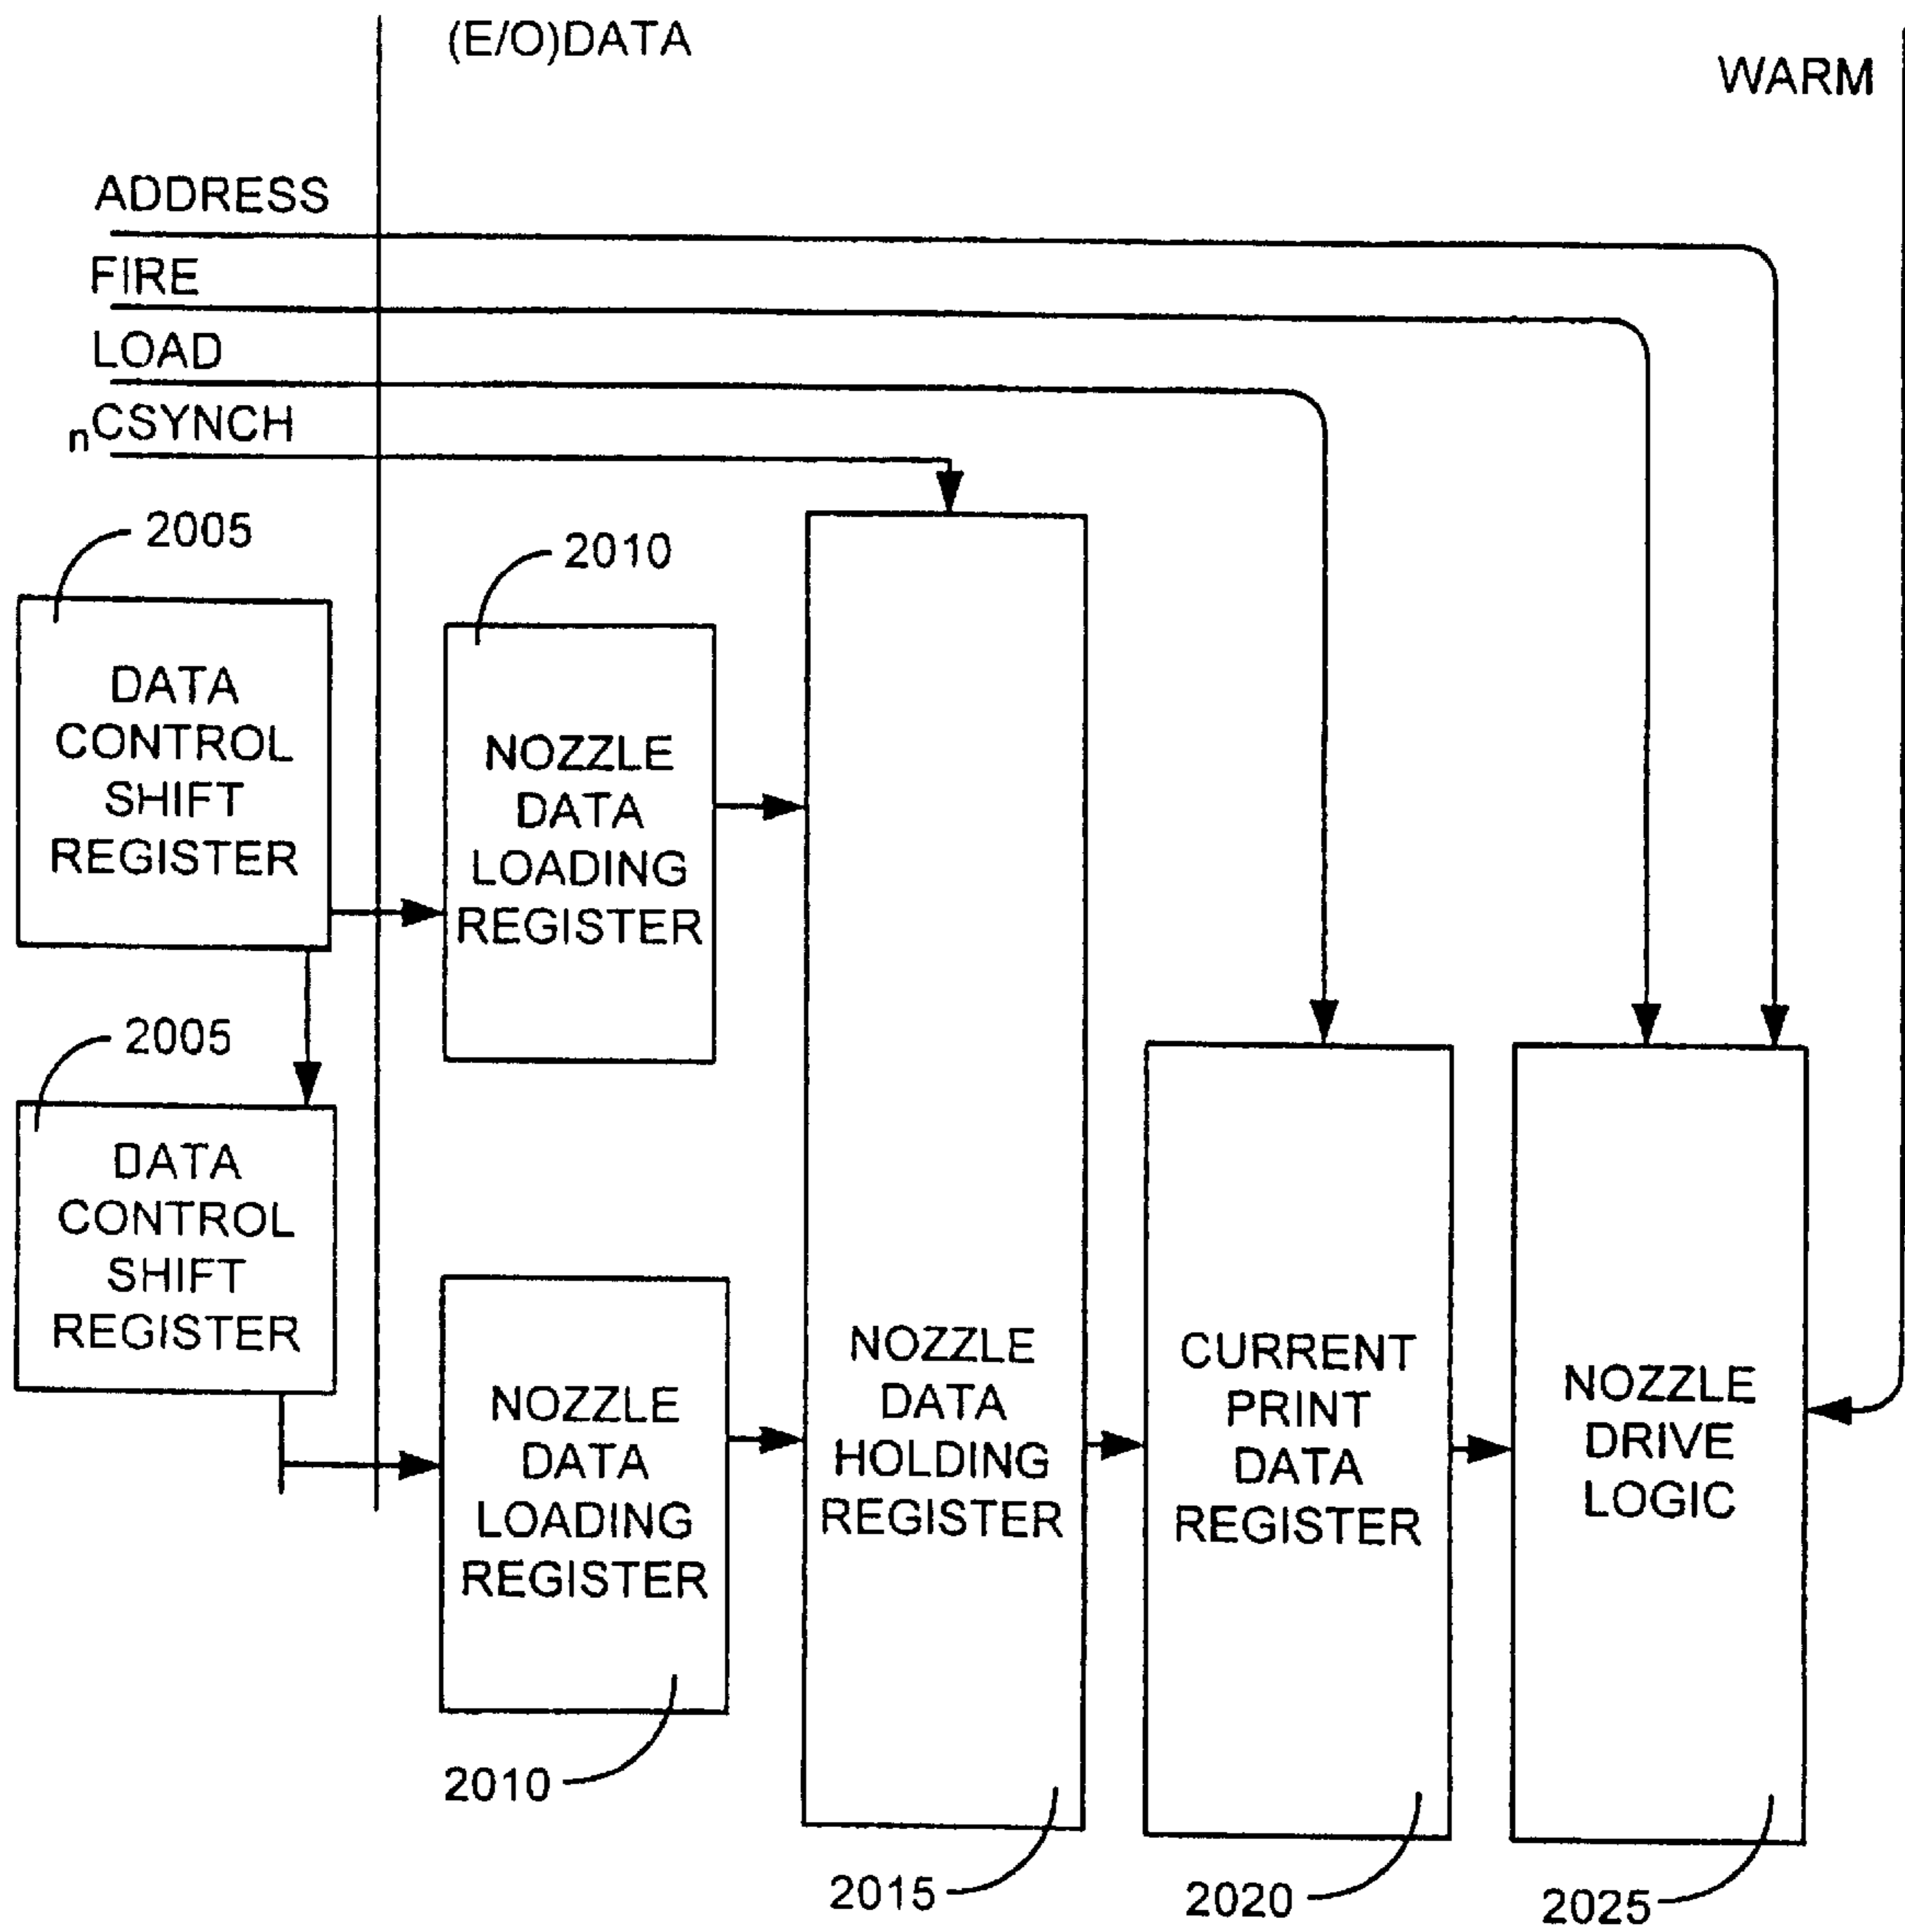 (E/O)DATA
WARM
ADDRESS
FIRE
LOAD
nCSYNCH
2005
2010
DATA
CONTROL
SHIFT
REGISTER
NOZZLE
DATA
LOADING
REGISTER
2005
DATA
CONTROL
SHIFT
REGISTER
NOZZLE
DATA
LOADING
REGISTER
NOZZLE
DATA
HOLDING
REGISTER
CURRENT
PRINT
DATA
REGISTER
NOZZLE
DRIVE
LOGIC
2010
2015
2020
2025